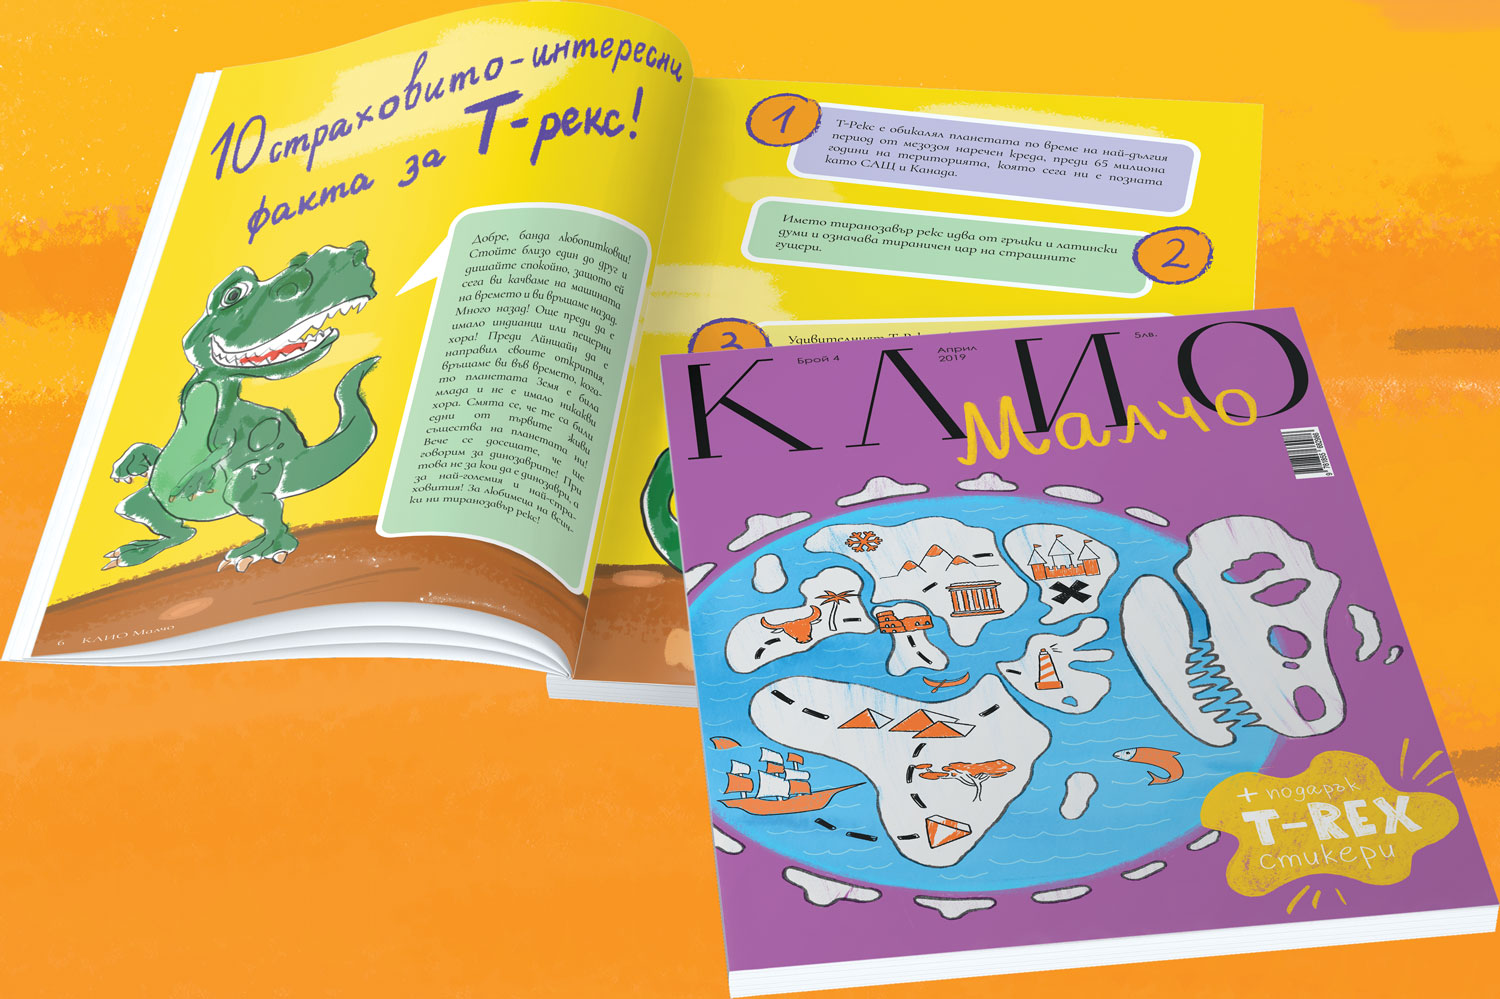 10 страховито-интересни
факта за Т-рекс!
Добре, банда любопитковци!
Стойте близо един до друг и
дишайте спокойно, защото ей
сега ви качваме на машината
на времето и ви връщаме назад.
Много назад! Още преди да е
имало индианци или пещерни
хора! Преди Айнщайн да е
направил своите открития,
връщаме ви във времето, кога-
то планетата Земя е била
млада и не е имало никакви
хора. Смята се, че те са били
едни от първите живи
същества на планетата ни!
Вече се досещате, че ще
говорим за динозаврите! При
това не за кои да е динозаври, а
за най-големия и най-стра-
ховития! За любимеца на всич-
ки ни тиранозавър рекс!
6 КЛИО Малчо
1
Т-Рекс е обикалял планетата по време на най-дългия
период от мезозоя наречен креда, преди 65 милиона
години на територията, която сега ни е позната
като САЩ и Канада.
Името тиранозавър рекс идва от гръцки и латински
думи и означава тираничен цар на страшните
гущери.
2
3
Удивителният Т-Рекс
КЛИО
Брой 4
Април
2019
5лв.
Малчо
+ подарък
T-REX
стикери